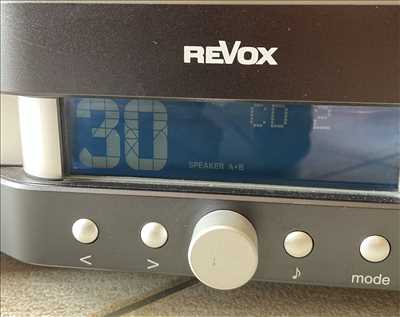 REVOX
30 CD 2
SPEAKER A+B
< > ♪ mode